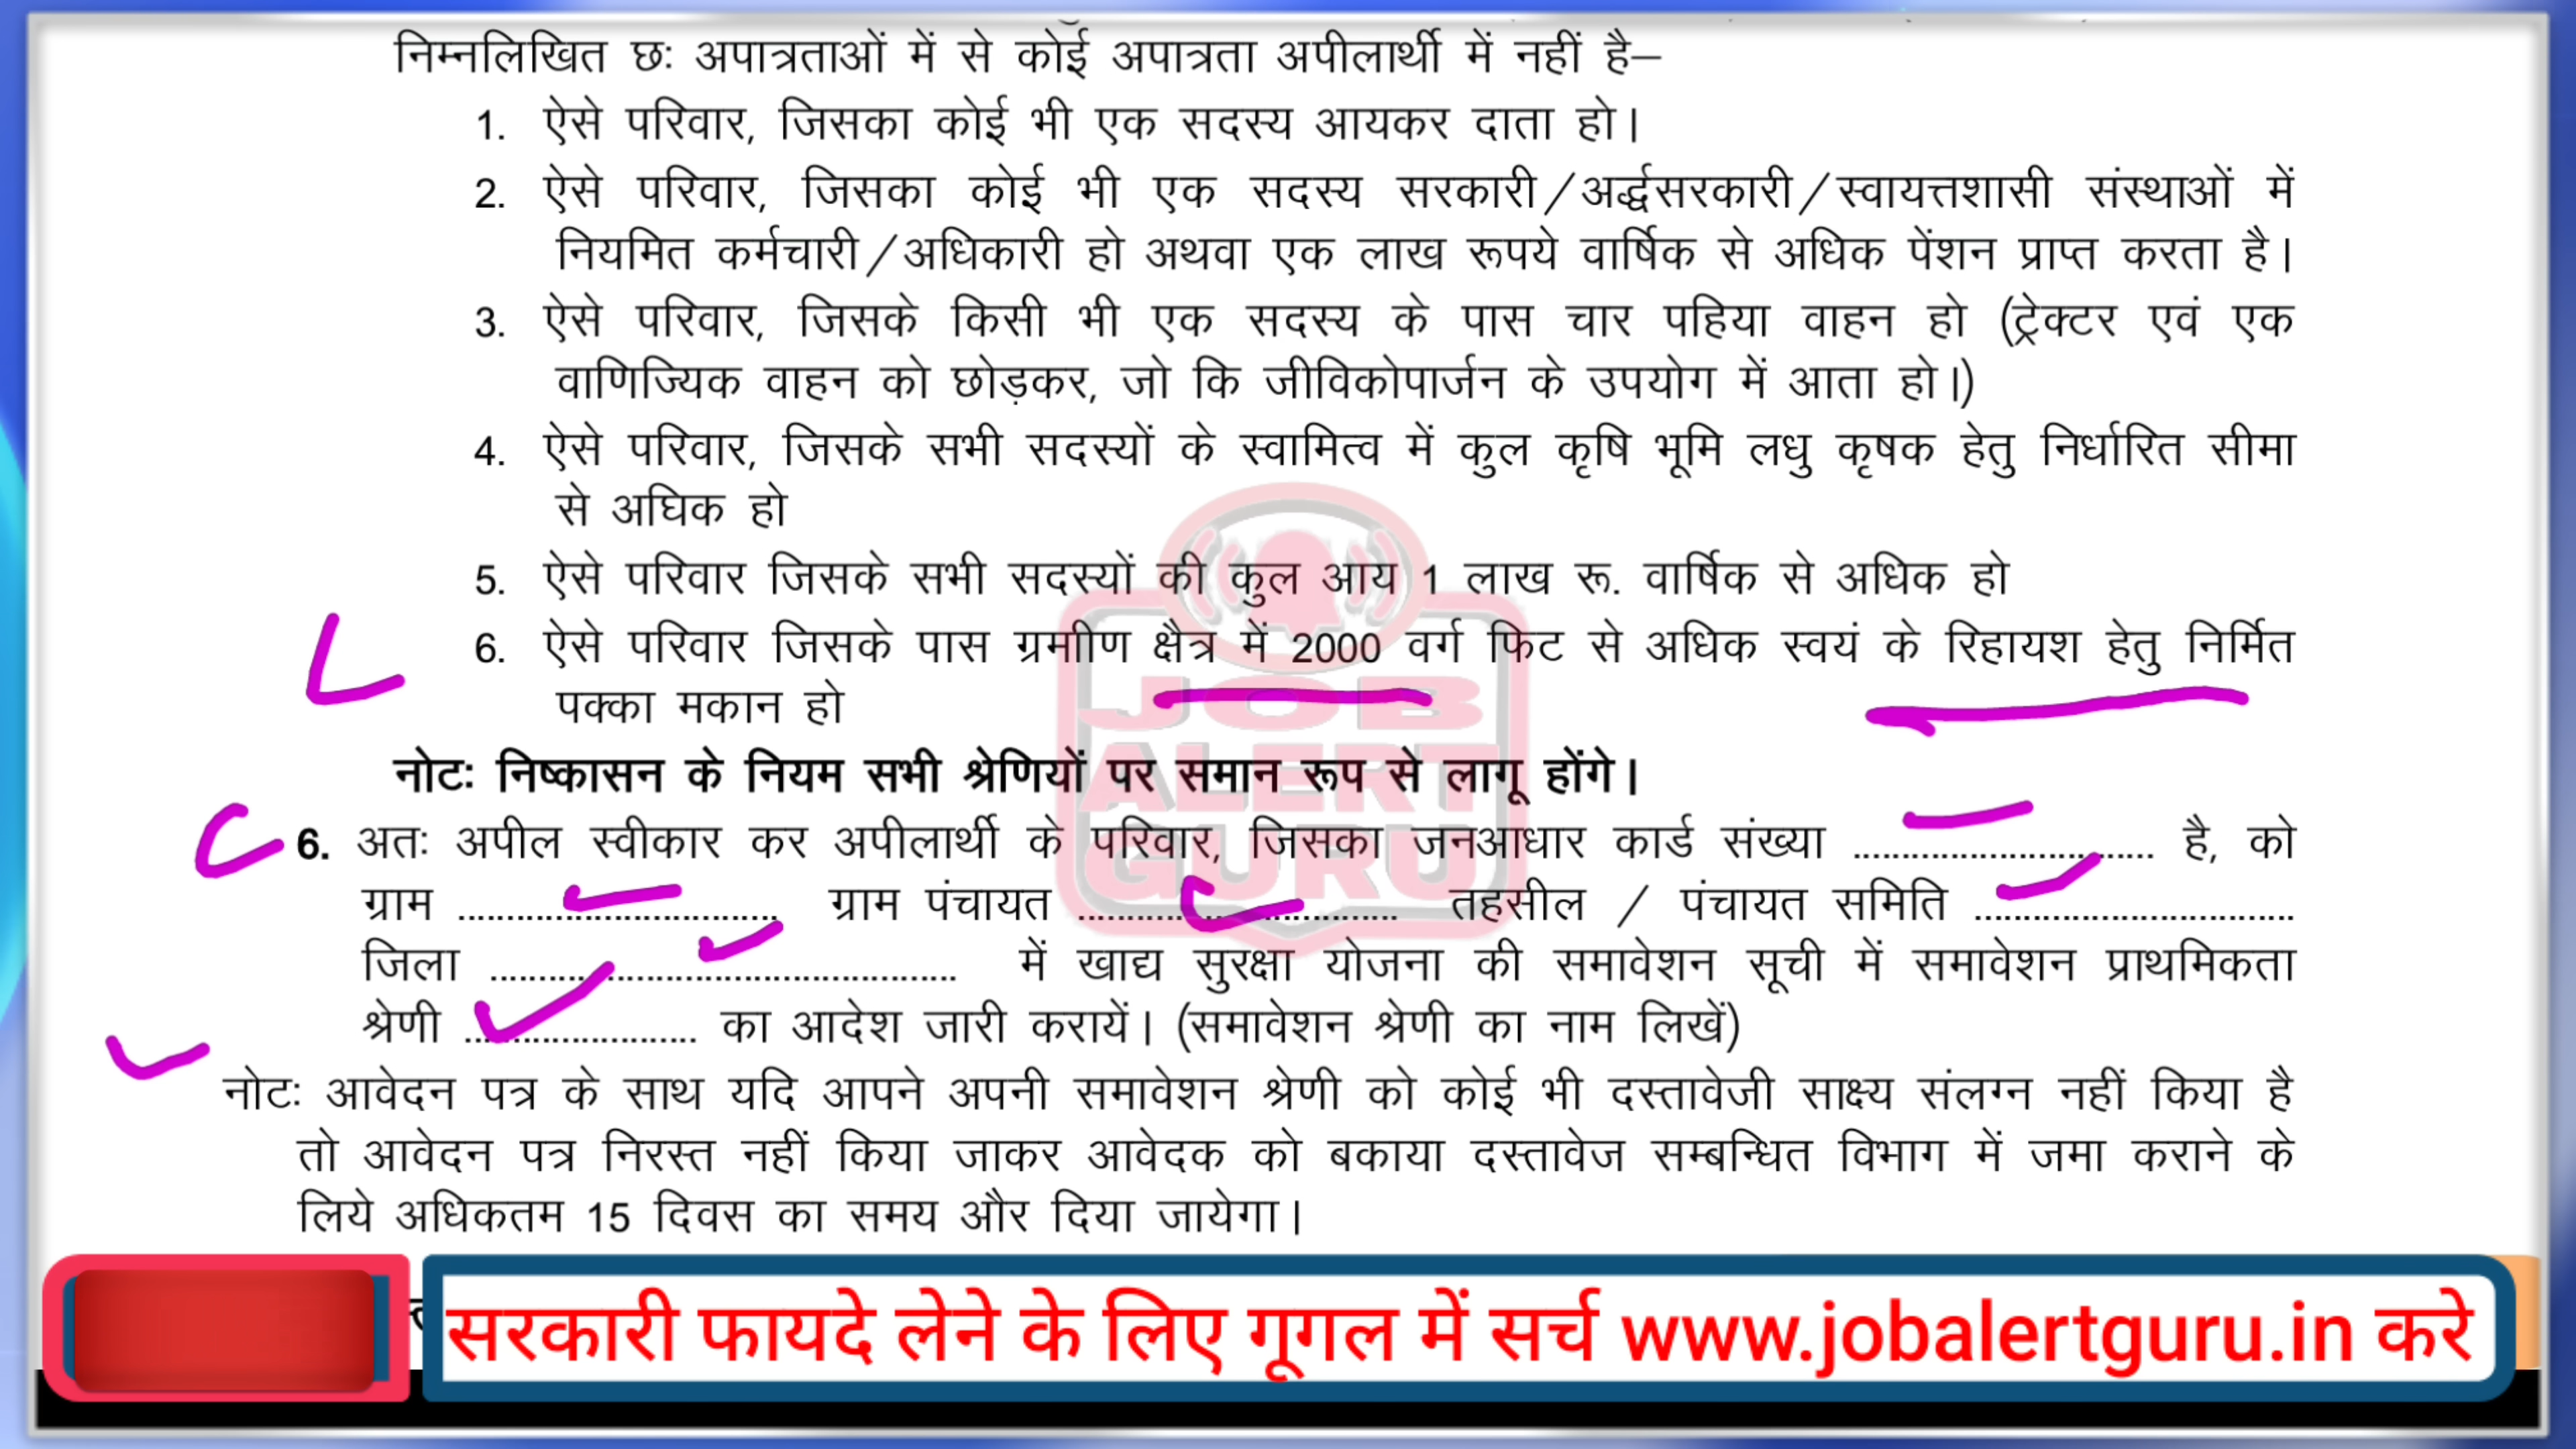 निम्नलिखित छः अपात्रताओं में से कोई अपात्रता अपीलार्थी में नहीं है—
1. ऐसे परिवार, जिसका कोई भी एक सदस्य आयकर दाता हो।
2. ऐसे परिवार, जिसका कोई भी एक सदस्य सरकारी/अर्द्धसरकारी/स्वायत्तशासी संस्थाओं में
नियमित कर्मचारी/अधिकारी हो अथवा एक लाख रूपये वार्षिक से अधिक पेंशन प्राप्त करता है।
3. ऐसे परिवार, जिसके किसी भी एक सदस्य के पास चार पहिया वाहन हो (ट्रेक्टर एवं एक
वाणिज्यिक वाहन को छोड़कर, जो कि जीविकोपार्जन के उपयोग में आता हो।)
4. ऐसे परिवार, जिसके सभी सदस्यों के स्वामित्व में कुल कृषि भूमि लधु कृषक हेतु निर्धारित सीमा
से अघिक हो
5. ऐसे परिवार जिसके सभी सदस्यों की कुल आय 1 लाख रू. वार्षिक से अधिक हो
6. ऐसे परिवार जिसके पास ग्रमीण क्षैत्र में 2000 वर्ग फिट से अधिक स्वयं के रिहायश हेतु निर्मित
पक्का मकान हो
नोटः निष्कासन के नियम सभी श्रेणियों पर समान रूप से लागू होंगे।
6. अतः अपील स्वीकार कर अपीलार्थी के परिवार, जिसका जनआधार कार्ड संख्या .............................. है, को
ग्राम ................................ ग्राम पंचायत ................................ तहसील / पंचायत समिति ................................
जिला ............................................... में खाद्य सुरक्षा योजना की समावेशन सूची में समावेशन प्राथमिकता
श्रेणी ........................ का आदेश जारी करायें। (समावेशन श्रेणी का नाम लिखें)
नोटः आवेदन पत्र के साथ यदि आपने अपनी समावेशन श्रेणी को कोई भी दस्तावेजी साक्ष्य संलग्न नहीं किया है
तो आवेदन पत्र निरस्त नहीं किया जाकर आवेदक को बकाया दस्तावेज सम्बन्धित विभाग में जमा कराने के
लिये अधिकतम 15 दिवस का समय और दिया जायेगा।
JOB
ALERT
GURU
सरकारी फायदे लेने के लिए गूगल में सर्च www.jobalertguru.in करे